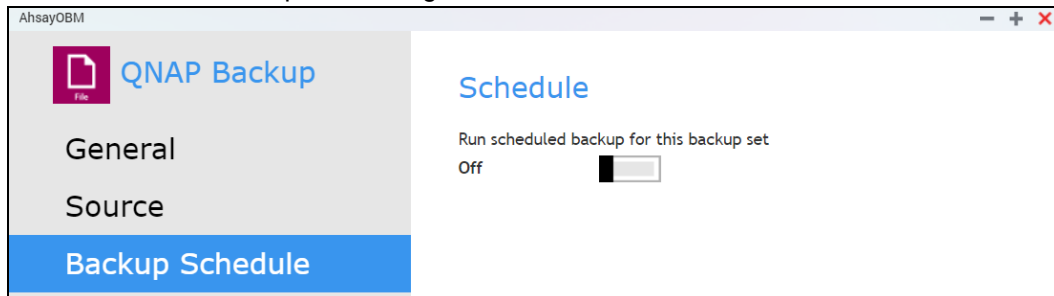 AhsayOBM
File
QNAP Backup
General
Source
Backup Schedule
Schedule
Run scheduled backup for this backup set
Off